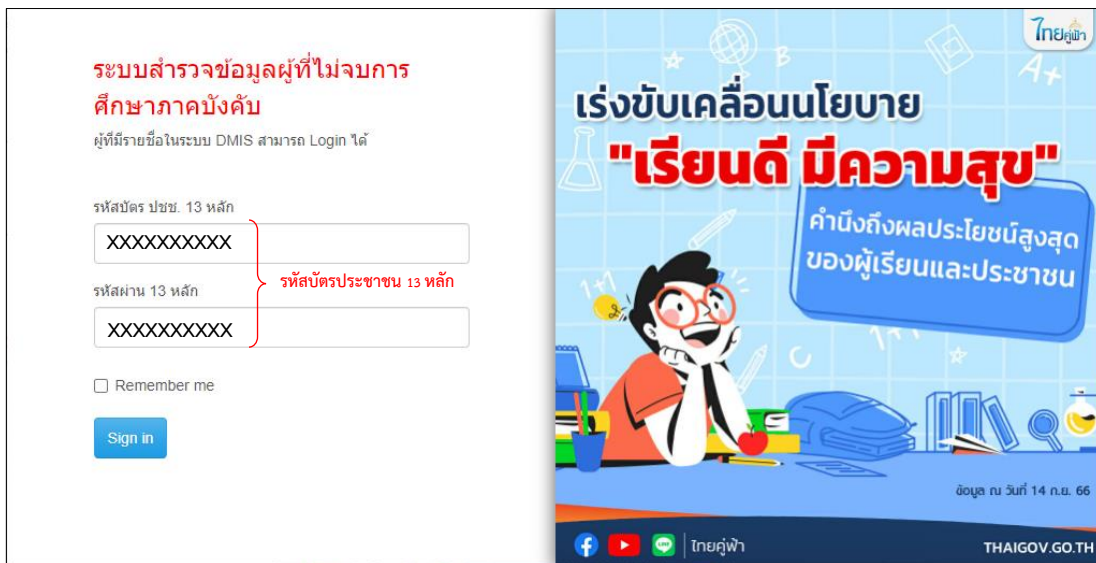 ระบบสำรวจข้อมูลผู้ที่ไม่จบการ
ศึกษาภาคบังคับ
ผู้ที่มีรายชื่อในระบบ DMIS สามารถ Login ได้
รหัสบัตร ปชช. 13 หลัก
XXXXXXXXXX
รหัสบัตรประชาชน 13 หลัก
รหัสผ่าน 13 หลัก
XXXXXXXXXX
Remember me
Sign in
ไทยคู่ฟ้า
B
A+
เร่งขับเคลื่อนนโยบาย
"เรียนดี มีความสุข"
คำนึงถึงผลประโยชน์สูงสุด
ของผู้เรียนและประชาชน
1+1
1+1
ข้อมูล ณ วันที่ 14 ก.ย. 66
LINE
ไทยคู่ฟ้า
THAIGOV.GO.TH